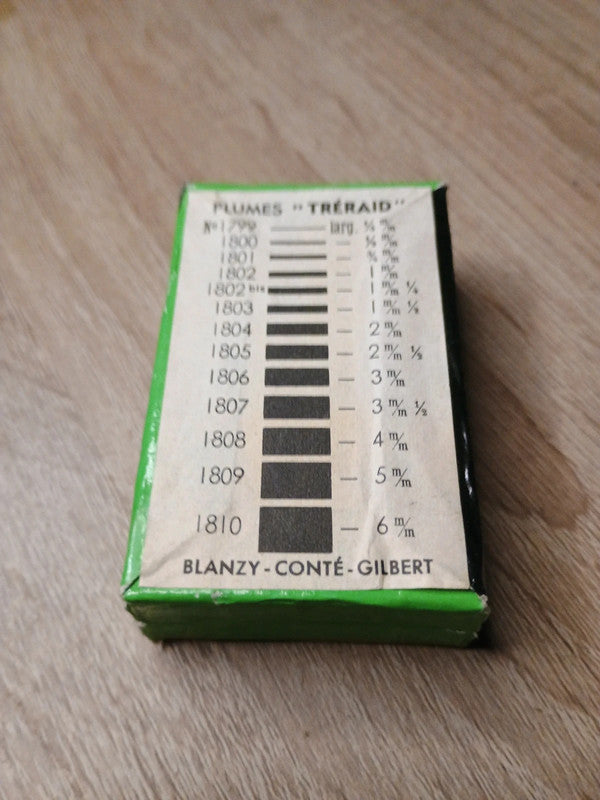 PLUMES "TRÉRAID"
Nº 1799 larg. ¼ m/m
1800 — ½ m/m
1801 — ¾ m/m
1802 — 1 m/m
1802 bis — 1 m/m ¼
1803 — 1 m/m ½
1804 — 2 m/m
1805 — 2 m/m ½
1806 — 3 m/m
1807 — 3 m/m ½
1808 — 4 m/m
1809 — 5 m/m
1810 — 6 m/m
BLANZY-CONTÉ-GILBERT